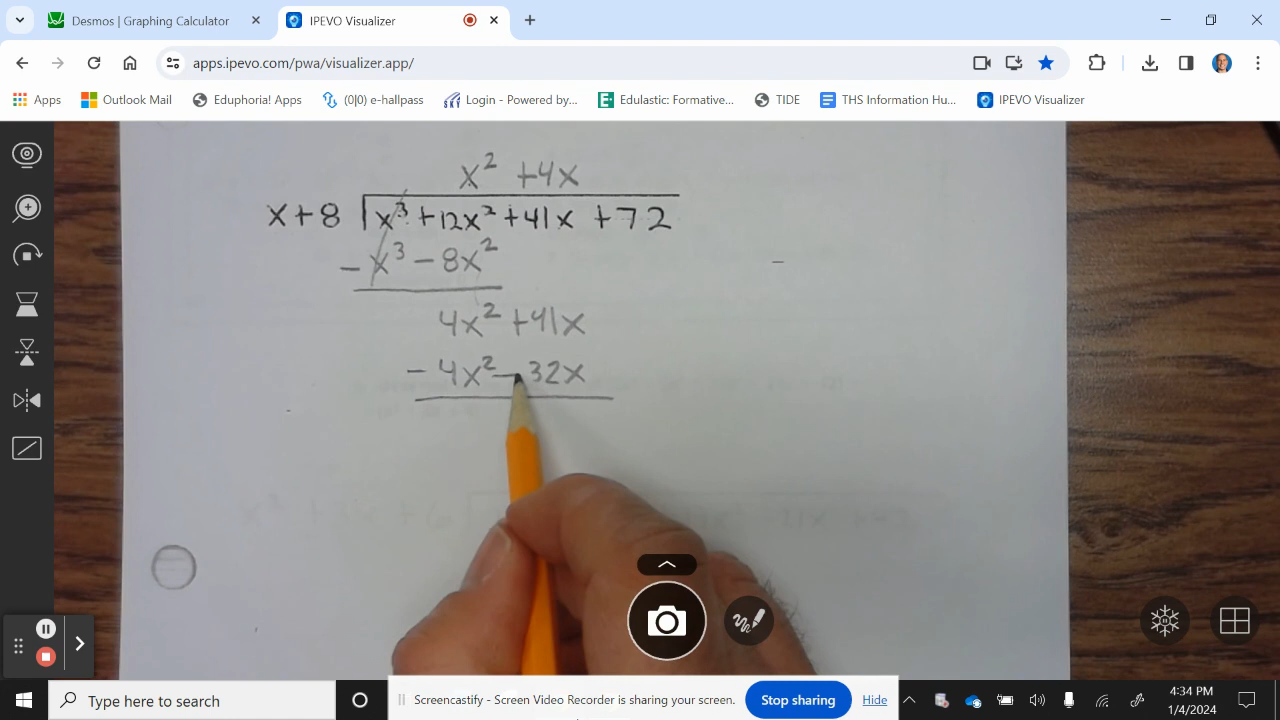 Desmos | Graphing Calculator
IPEVO Visualizer
apps.ipevo.com/pwa/visualizer.app/
Apps
Outlook Mail
Eduphoria! Apps
(0|0) e-hallpass
Login - Powered by...
Edulastic: Formative...
TIDE
THS Information Hu...
IPEVO Visualizer
x² +4x
x+8 x³ +12x² +41x +72
-x³ -8x²
4x² +41x
-4x² -32x
Type here to search
Screencastify - Screen Video Recorder is sharing your screen.
Stop sharing
Hide
4:34 PM
1/4/2024